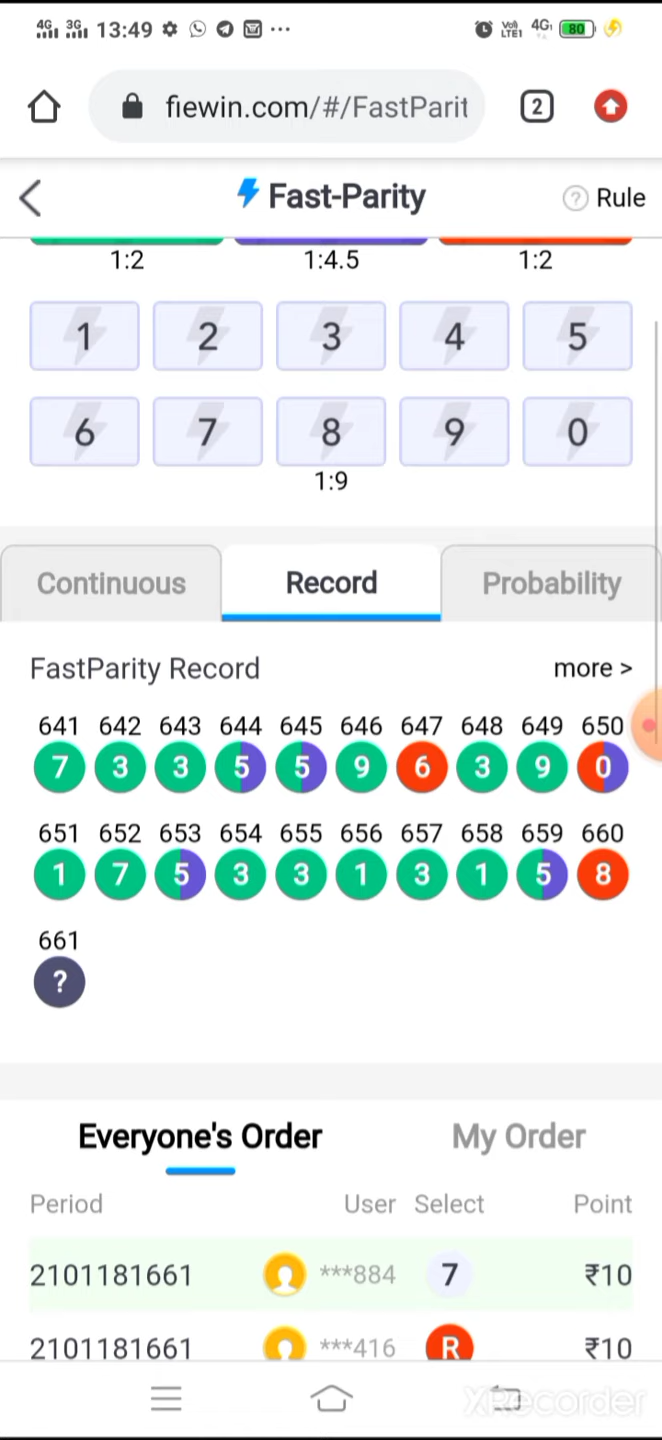 4G 3G 13:49 ··· Vo) LTE1 4G 80
fiewin.com/#/FastParit 2
Fast-Parity ? Rule
1:2 1:4.5 1:2
1 2 3 4 5
6 7 8 9 0
1:9
Continuous Record Probability
FastParity Record more >
641 642 643 644 645 646 647 648 649 650
7 3 3 5 5 9 6 3 9 0
651 652 653 654 655 656 657 658 659 660
1 7 5 3 3 1 3 1 5 8
661
?
Everyone's Order My Order
Period User Select Point
2101181661 ***884 7 ₹10
2101181661 ***416 R ₹10
XRecorder